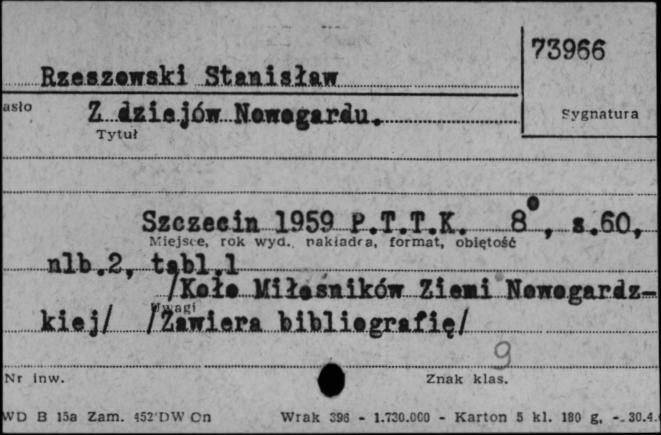 73966
Rzeszowski Stanisław
asło
Z dziejów Nowogardu.
Sygnatura
Tytuł
Szczecin 1959 P.T.T.K. 8°, s.60,
Miejsce, rok wyd., nakładca, format, objętość
nlb.2, tabl.1
/Koło Miłośników Ziemi Nowogardz-
Uwagi
kiej/ /Zawiera bibliografię/
9
Nr inw.
Znak klas.
WD B 15a Zam. 452 DW Cn Wrak 396 - 1.730.000 - Karton 5 kl. 180 g. - 30.4.